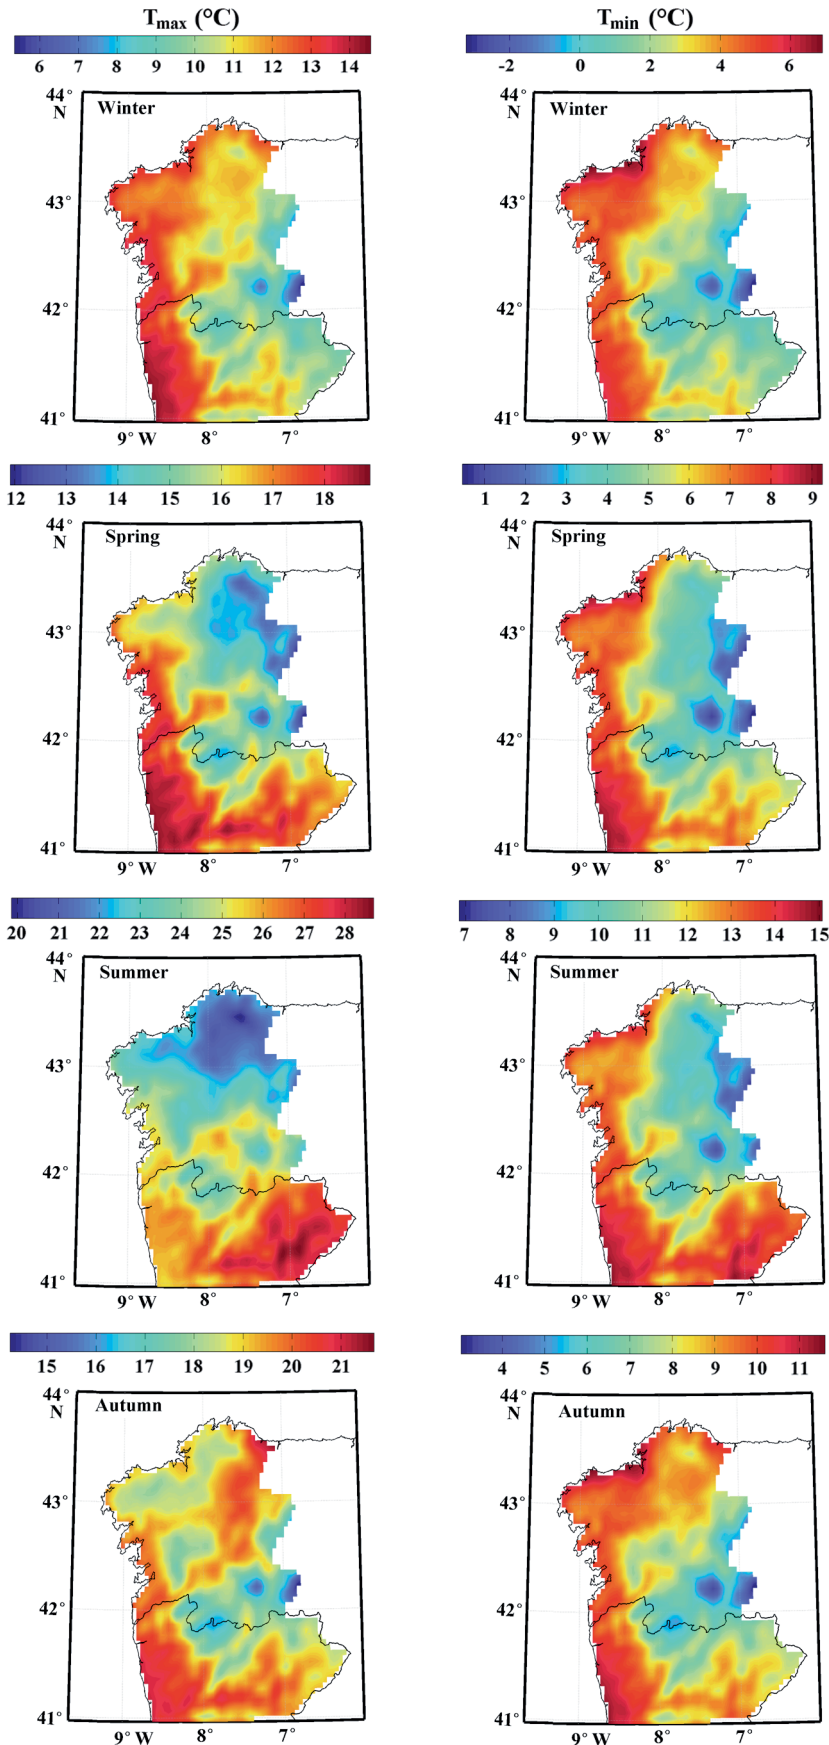 Tmax (°C) Tmin (°C)
6 7 8 9 10 11 12 13 14 -2 0 2 4 6
44° 44°
N Winter N Winter
43° 43°
42° 42°
41° 41°
9° W 8° 7° 9° W 8° 7°
12 13 14 15 16 17 18 1 2 3 4 5 6 7 8 9
44° 44°
N Spring N Spring
43° 43°
42° 42°
41° 41°
9° W 8° 7° 9° W 8° 7°
20 21 22 23 24 25 26 27 28 7 8 9 10 11 12 13 14 15
44° 44°
N Summer N Summer
43° 43°
42° 42°
41° 41°
9° W 8° 7° 9° W 8° 7°
15 16 17 18 19 20 21 4 5 6 7 8 9 10 11
44° 44°
N Autumn N Autumn
43° 43°
42° 42°
41° 41°
9° W 8° 7° 9° W 8° 7°